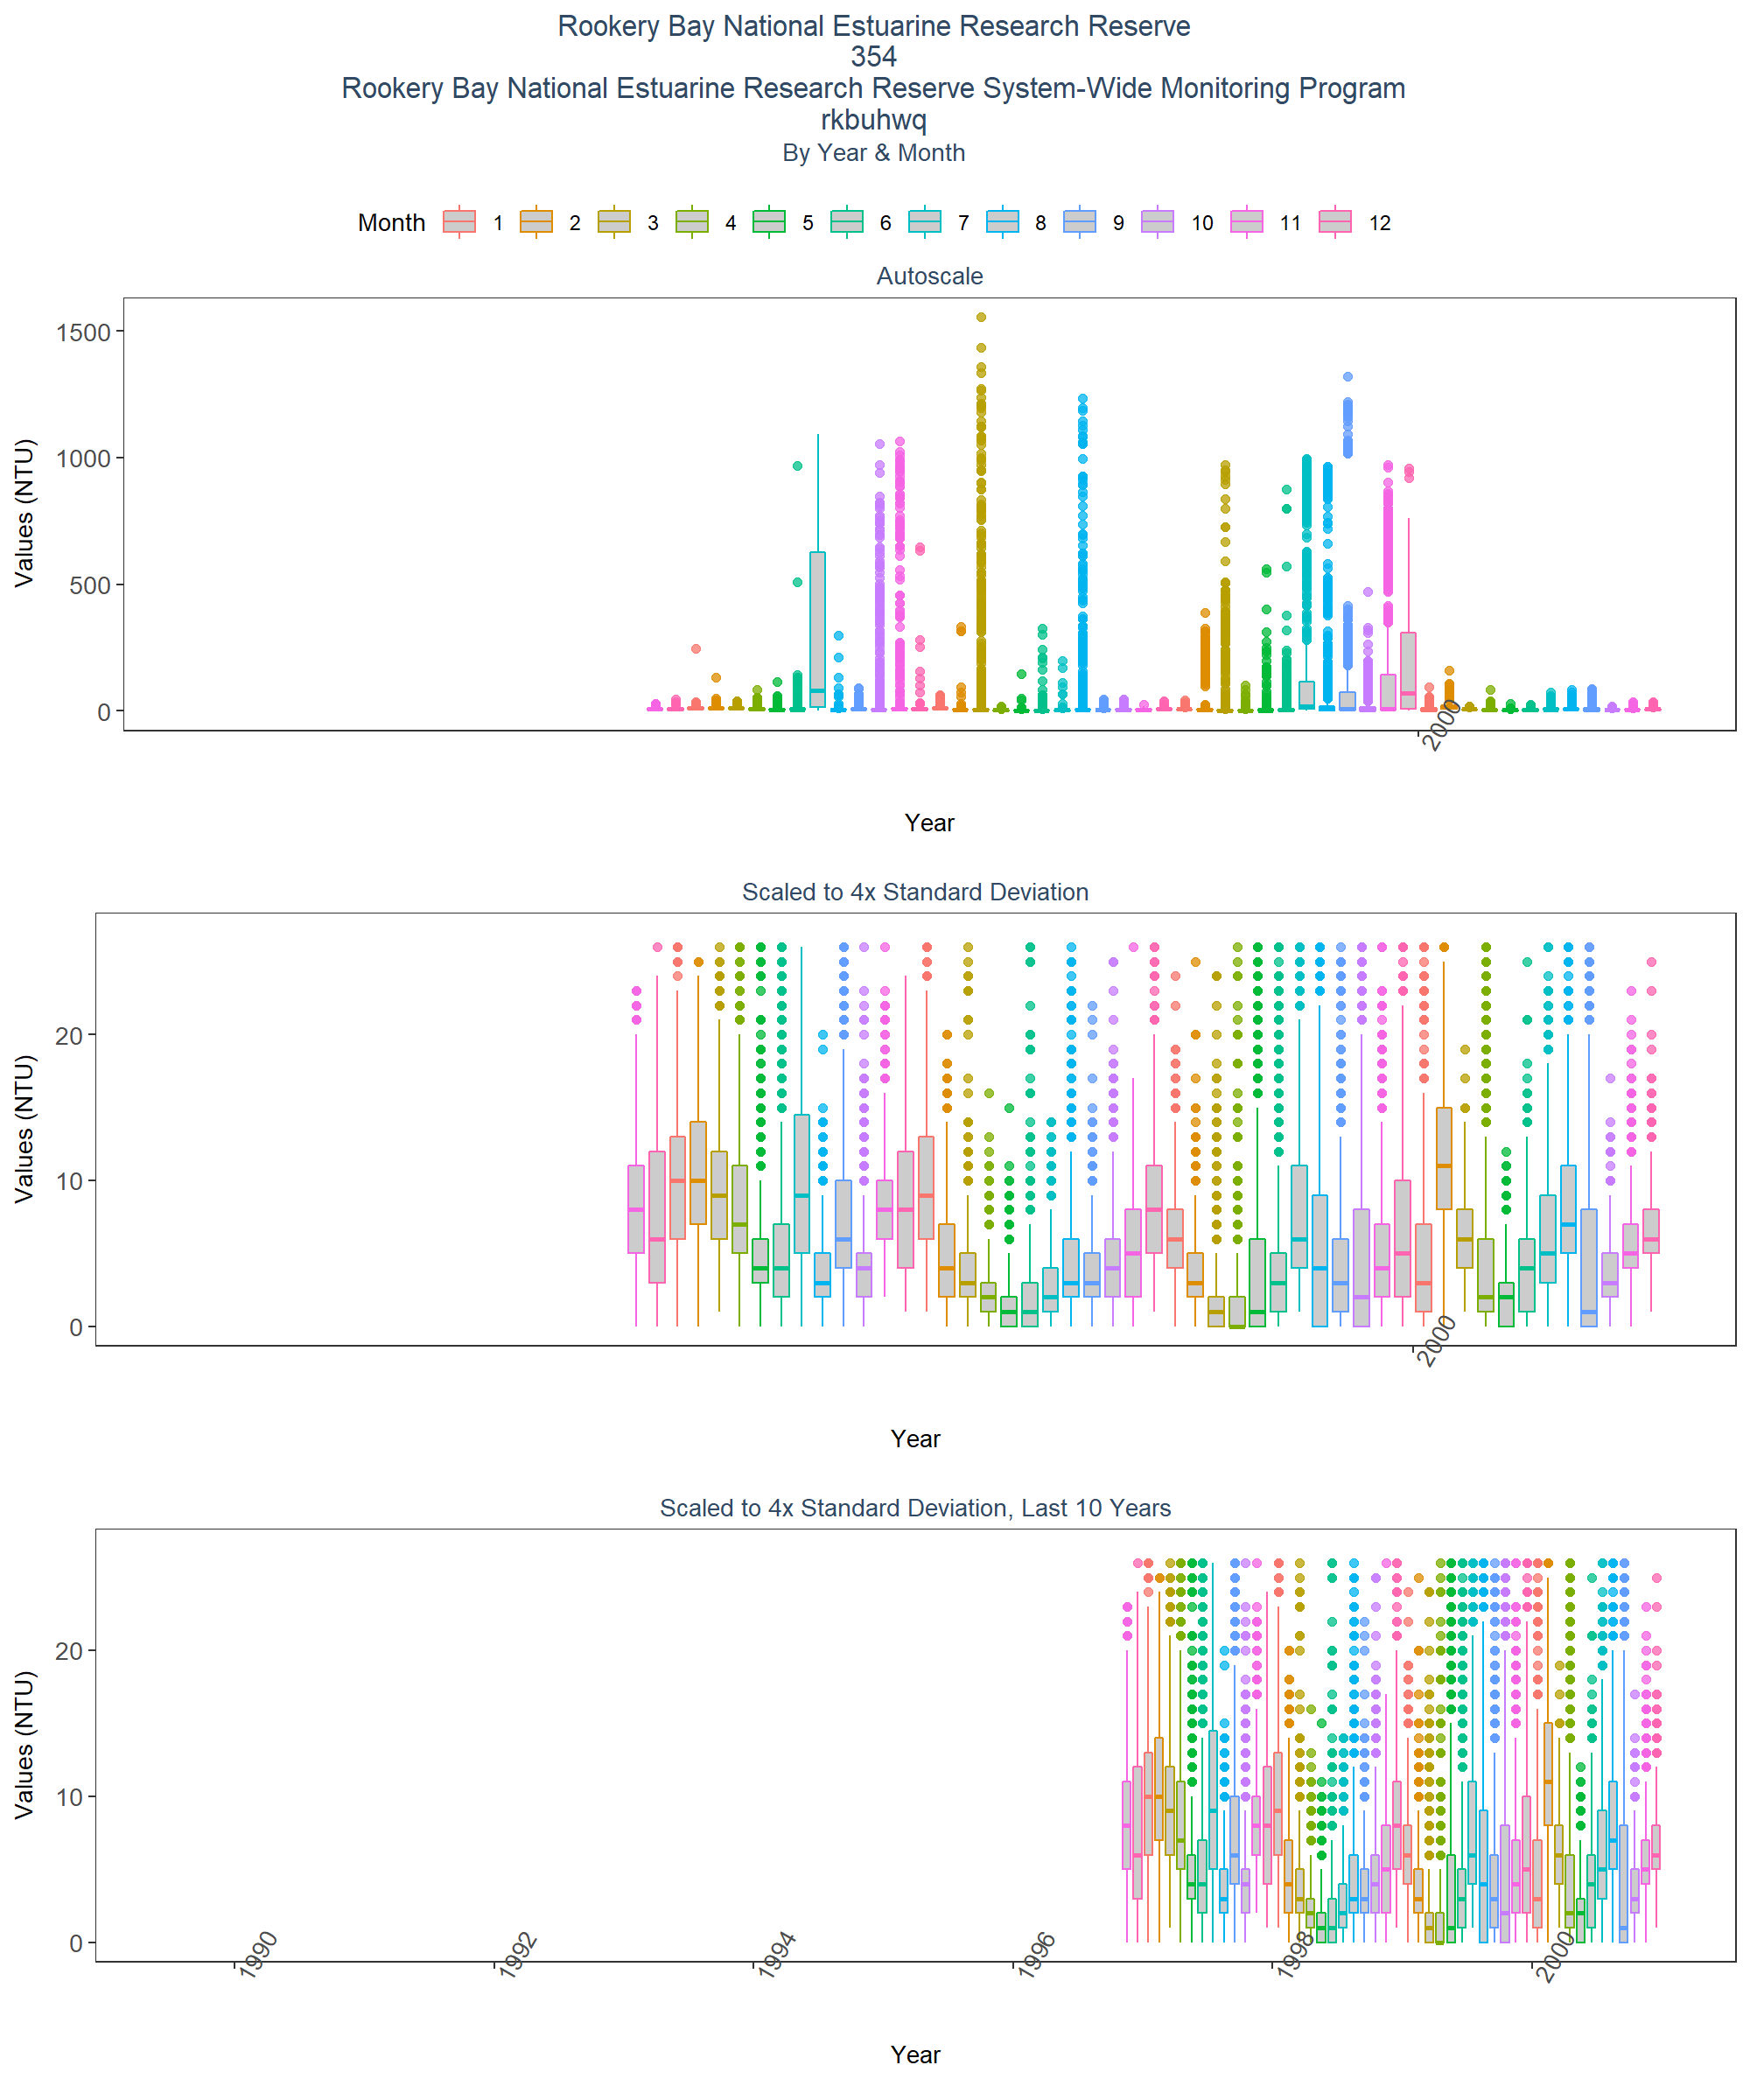 Rookery Bay National Estuarine Research Reserve
354
Rookery Bay National Estuarine Research Reserve System-Wide Monitoring Program
rkbuhwq
By Year & Month
Month 1 2 3 4 5 6 7 8 9 10 11 12
Autoscale
Values (NTU)
1500
1000
500
0
2000
Year
Scaled to 4x Standard Deviation
Values (NTU)
20
10
0
2000
Year
Scaled to 4x Standard Deviation, Last 10 Years
Values (NTU)
20
10
0
1990 1992 1994 1996 1998 2000
Year